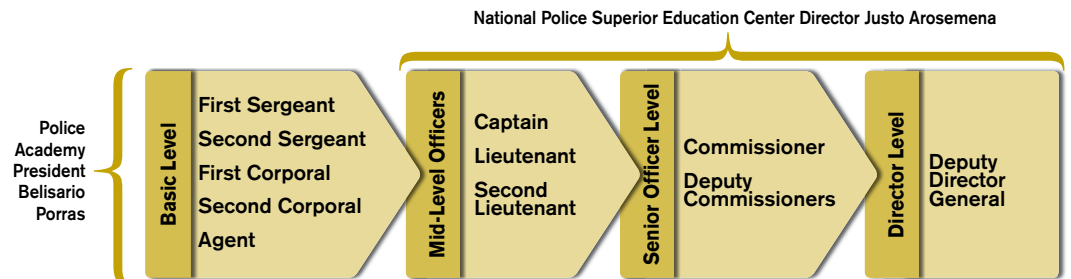 National Police Superior Education Center Director Justo Arosemena
Police
Academy
President
Belisario
Porras
Basic Level
First Sergeant
Second Sergeant
First Corporal
Second Corporal
Agent
Mid-Level Officers
Captain
Lieutenant
Second
Lieutenant
Senior Officer Level
Commissioner
Deputy
Commissioners
Director Level
Deputy
Director
General